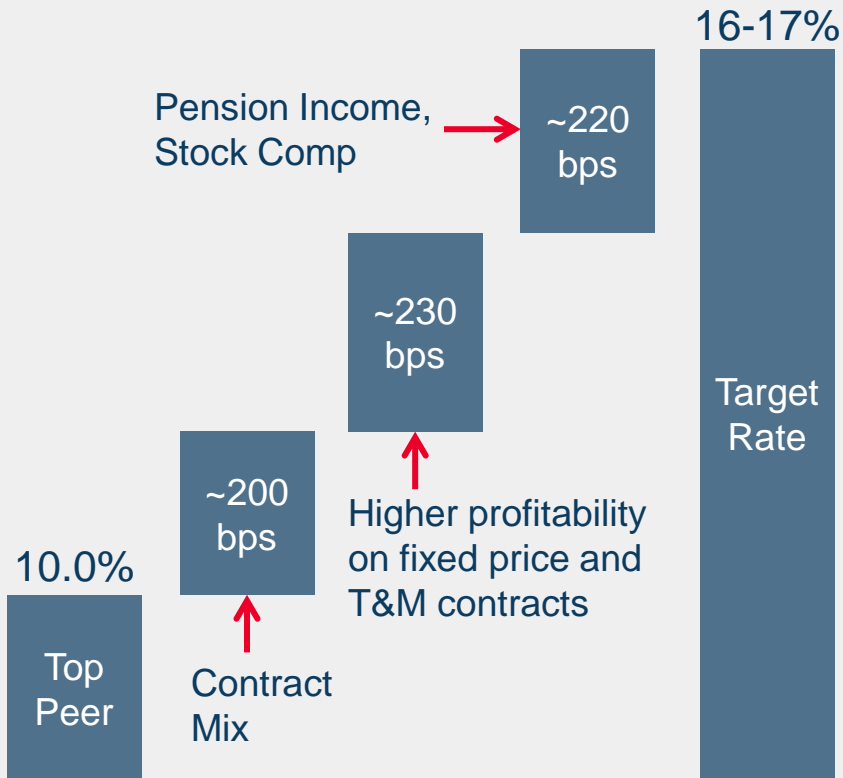 16-17%
Pension Income,
Stock Comp
~220
bps
~230
bps
Target
Rate
~200
bps
Higher profitability
on fixed price and
T&M contracts
10.0%
Top
Peer
Contract
Mix